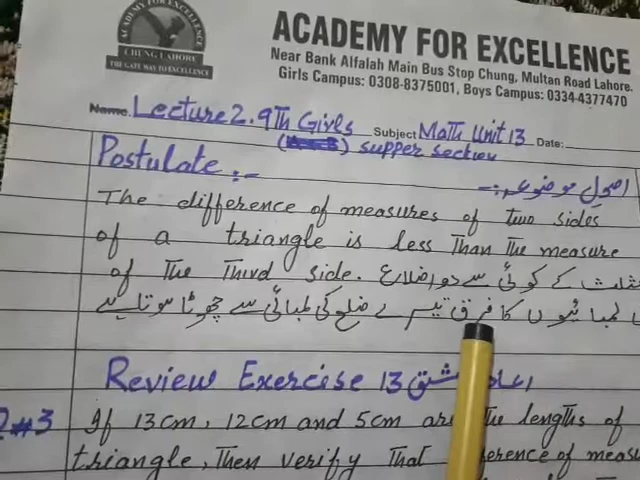 ACADEMY FOR EXCELLENCE
CHUNG LAHORE
THE GATE WAY TO EXCELLENCE
ACADEMY FOR EXCELLENCE
Near Bank Alfalah Main Bus Stop Chung, Multan Road Lahore.
Girls Campus: 0308-8375001, Boys Campus: 0334-4377470
Name. Lecture 2. 9Th Girls Subject Math Unit 13 Date:
supper section
Postulate:- اصول موضوعہ:-
The difference of measures of two sides
of a triangle is less Than The measure
of The Third side. مثلث کے کوئی سے دو اضلاع
لمبائیوں کا فرق تیسرے ضلع کی لمبائی سے چھوٹا ہوتا ہے
Review Exercise 13
Q#3 If 13cm, 12cm and 5cm are The lengths of
triangle, Then verify That